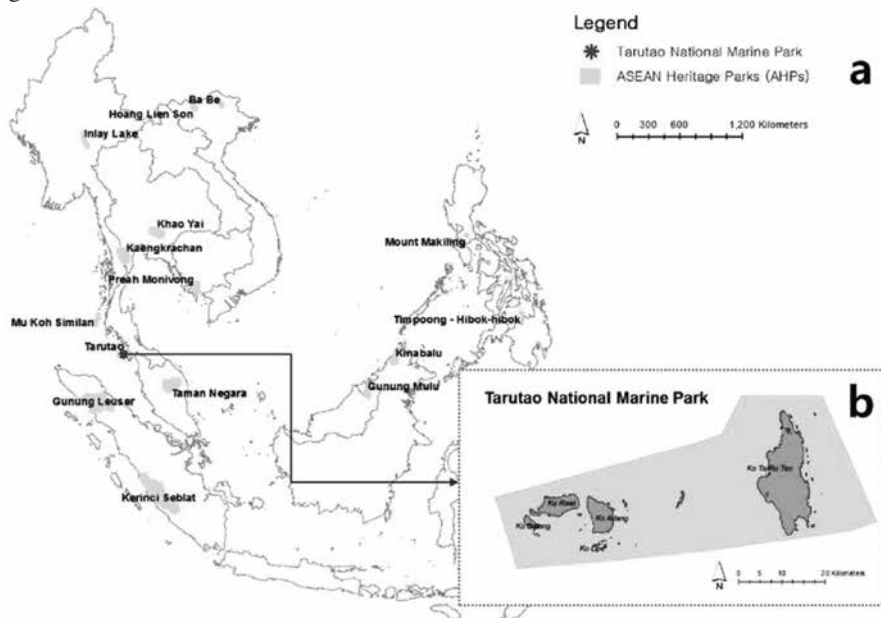 Legend
Tarutao National Marine Park
ASEAN Heritage Parks (AHPs)
a
0 300 600 1,200 Kilometers
N
Ba Be
Hoang Lien Son
Inlay Lake
Khao Yai
Kaengkrachan
Preah Monivong
Mu Koh Similan
Tarutao
Gunung Leuser
Taman Negara
Kerinci Seblat
Mount Makiling
Timpoong - Hibok-hibok
Kinabalu
Gunung Mulu
Tarutao National Marine Park
b
Ko
Ko
Ko Adang
Ko
Ko
N
0 5 10 20 Kilometers